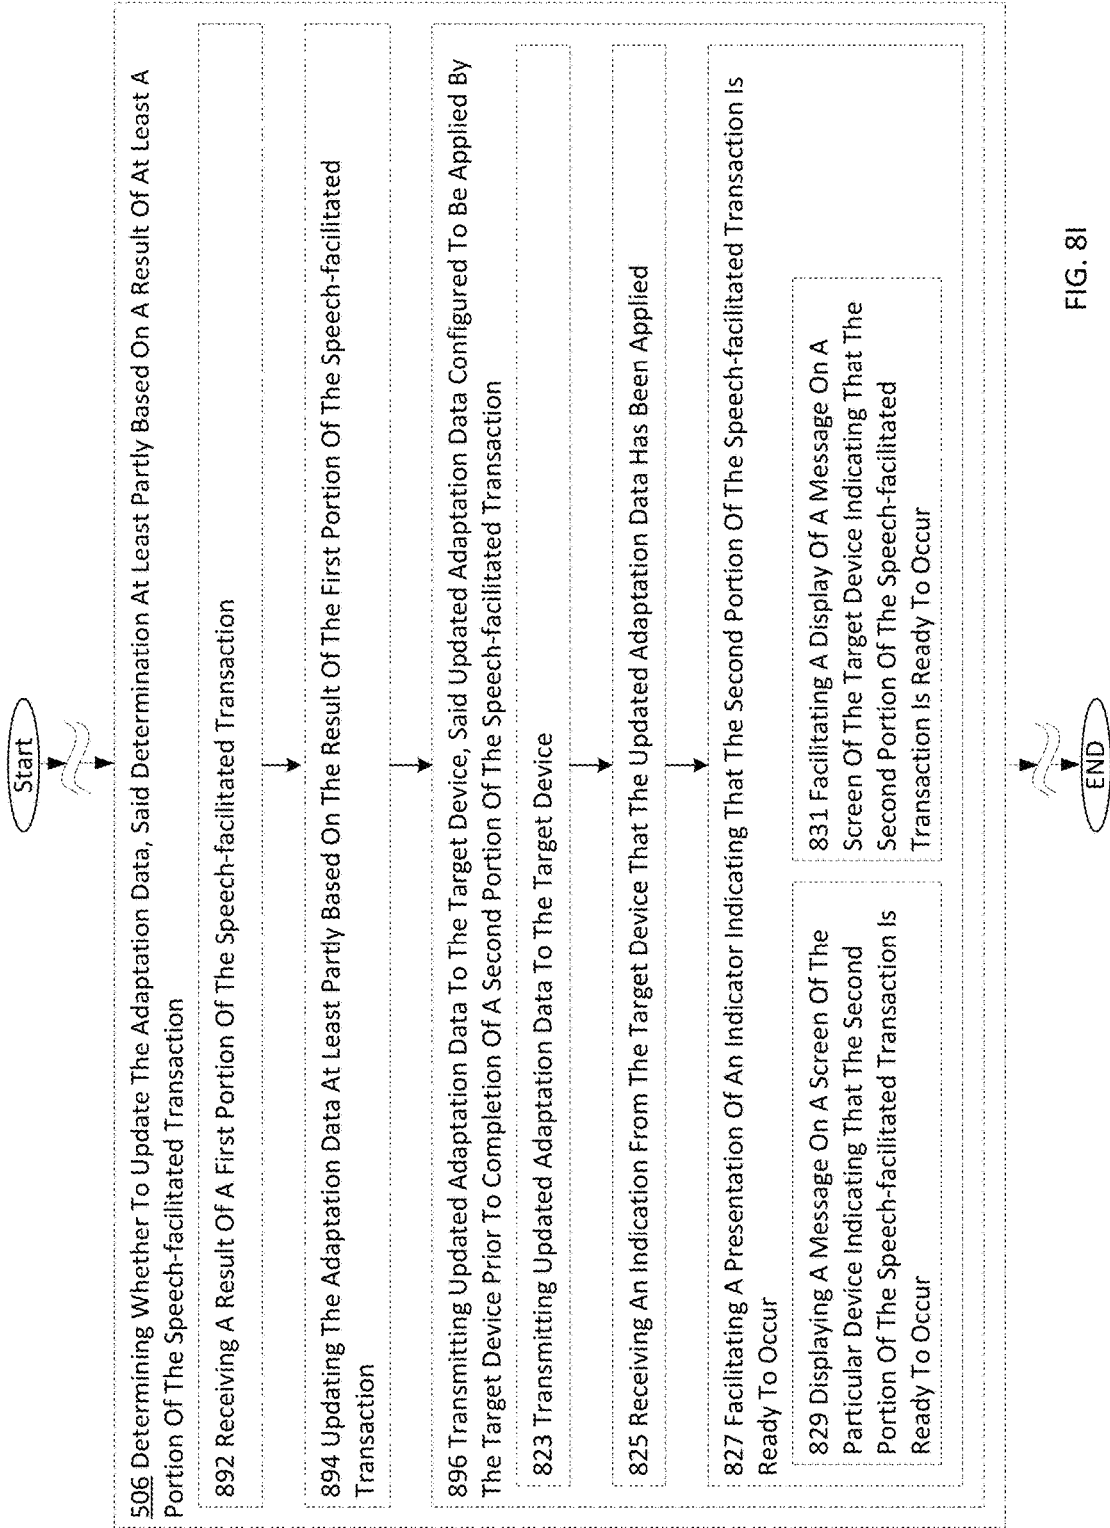 Start
506 Determining Whether To Update The Adaptation Data, Said Determination At Least Partly Based On A Result Of At Least A
Portion Of The Speech-facilitated Transaction
892 Receiving A Result Of A First Portion Of The Speech-facilitated Transaction
894 Updating The Adaptation Data At Least Partly Based On The Result Of The First Portion Of The Speech-facilitated
Transaction
896 Transmitting Updated Adaptation Data To The Target Device, Said Updated Adaptation Data Configured To Be Applied By
The Target Device Prior To Completion Of A Second Portion Of The Speech-facilitated Transaction
823 Transmitting Updated Adaptation Data To The Target Device
825 Receiving An Indication From The Target Device That The Updated Adaptation Data Has Been Applied
827 Facilitating A Presentation Of An Indicator Indicating That The Second Portion Of The Speech-facilitated Transaction Is
Ready To Occur
829 Displaying A Message On A Screen Of The
Particular Device Indicating That The Second
Portion Of The Speech-facilitated Transaction Is
Ready To Occur
831 Facilitating A Display Of A Message On A
Screen Of The Target Device Indicating That The
Second Portion Of The Speech-facilitated
Transaction Is Ready To Occur
END
FIG. 8I